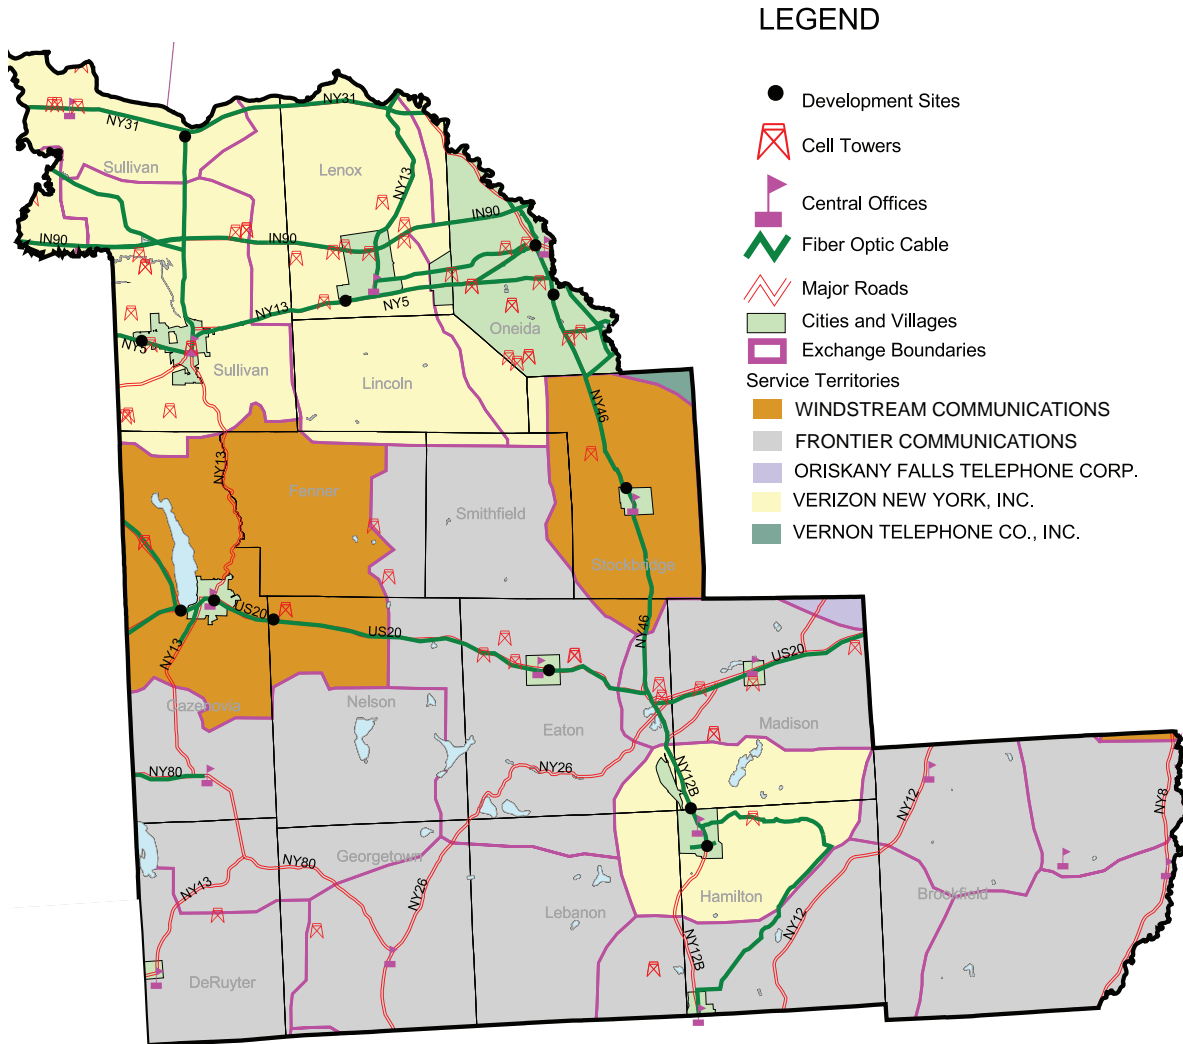 LEGEND
Development Sites
Cell Towers
Central Offices
Fiber Optic Cable
Major Roads
Cities and Villages
Exchange Boundaries
Service Territories
WINDSTREAM COMMUNICATIONS
FRONTIER COMMUNICATIONS
ORISKANY FALLS TELEPHONE CORP.
VERIZON NEW YORK, INC.
VERNON TELEPHONE CO., INC.
NY31
NY31
Sullivan
Lenox
NY13
IN90
IN90
IN90
NY13
NY5
Oneida
NY5
Sullivan
Lincoln
NY46
NY13
Fenner
Smithfield
Stockbridge
US20
US20
NY46
NY13
US20
Cazenovia
Nelson
Eaton
Madison
NY80
NY26
NY12B
NY12
NY8
NY80
Georgetown
NY13
NY26
Lebanon
Hamilton
Brookfield
NY12
NY12B
DeRuyter